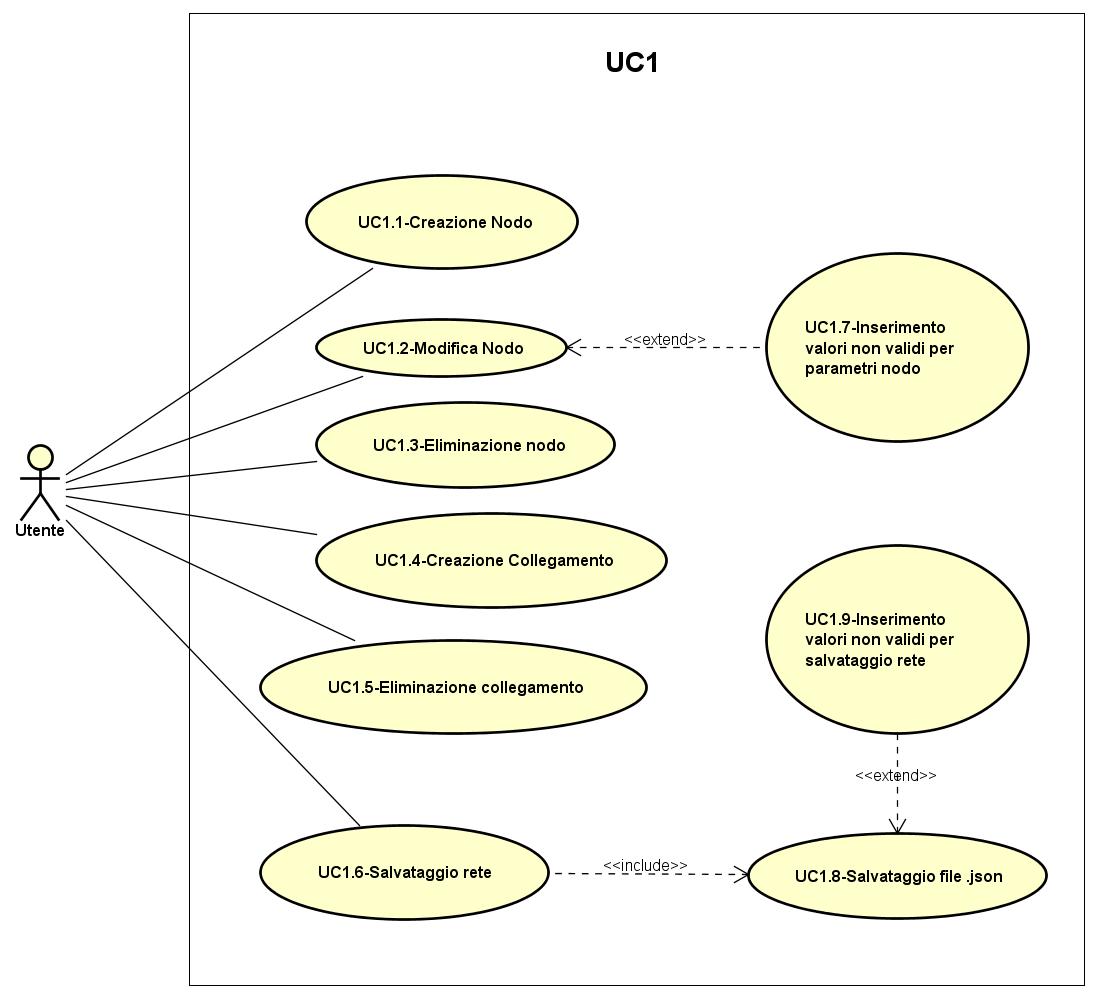 UC1
UC1.1-Creazione Nodo
UC1.2-Modifica Nodo
<<extend>>
UC1.7-Inserimento
valori non validi per
parametri nodo
UC1.3-Eliminazione nodo
Utente
UC1.4-Creazione Collegamento
UC1.9-Inserimento
valori non validi per
salvataggio rete
UC1.5-Eliminazione collegamento
<<extend>>
UC1.6-Salvataggio rete
<<include>>
UC1.8-Salvataggio file .json